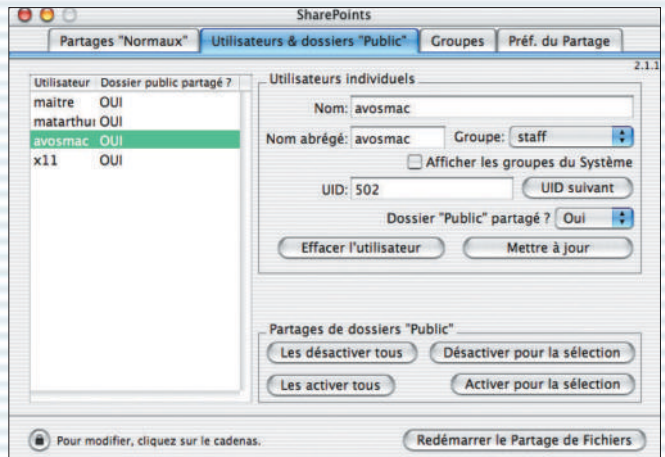 SharePoints
Partages "Normaux" Utilisateurs & dossiers "Public" Groupes Préf. du Partage
2.1.1
Utilisateur Dossier public partagé ?
maitre OUI
matarthui OUI
avosmac OUI
x11 OUI
Utilisateurs individuels
Nom: avosmac
Nom abrégé: avosmac Groupe: staff
Afficher les groupes du Système
UID: 502 UID suivant
Dossier "Public" partagé ? Oui
Effacer l'utilisateur Mettre à jour
Partages de dossiers "Public"
Les désactiver tous Désactiver pour la sélection
Les activer tous Activer pour la sélection
Pour modifier, cliquez sur le cadenas. Redémarrer le Partage de Fichiers